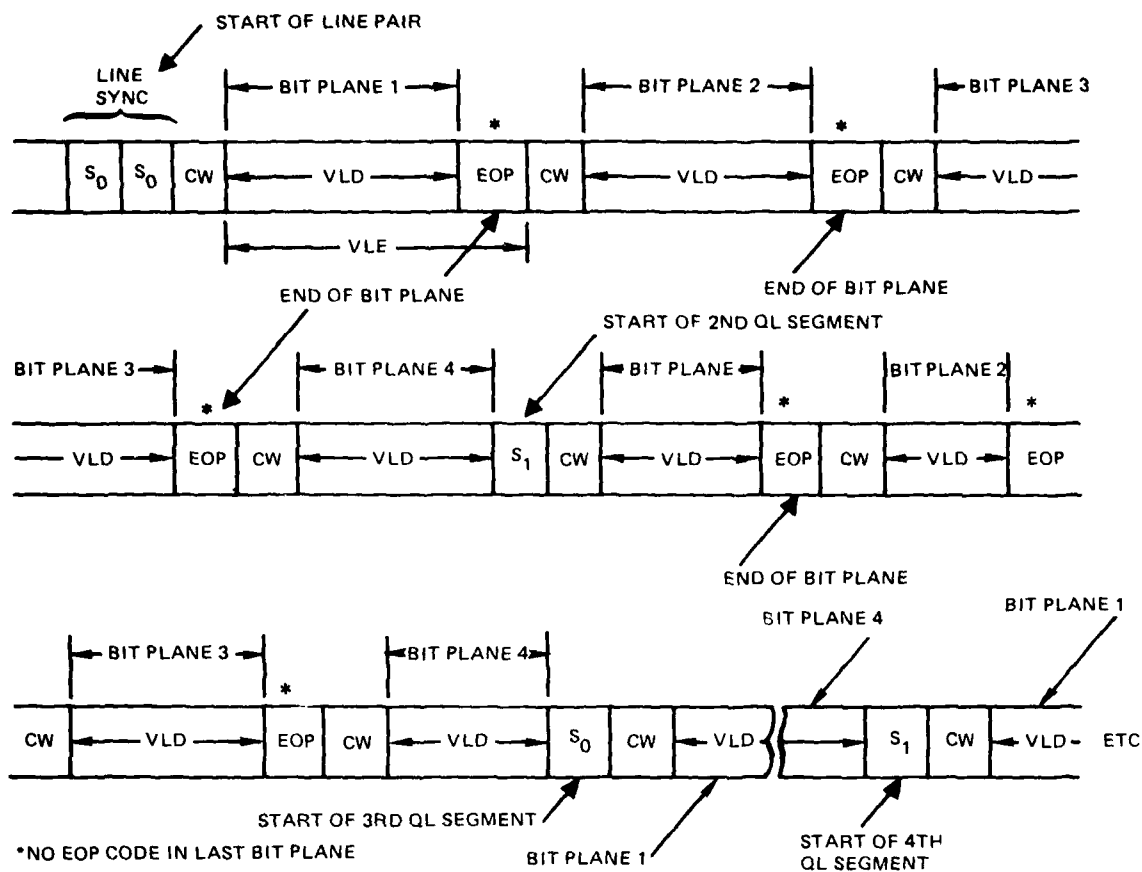 START OF LINE PAIR
LINE
SYNC
BIT PLANE 1
BIT PLANE 2
BIT PLANE 3
*
*
S0 S0 CW VLD EOP CW VLD EOP CW VLD
VLE
END OF BIT PLANE
END OF BIT PLANE
START OF 2ND QL SEGMENT
BIT PLANE 3
BIT PLANE 4
BIT PLANE
BIT PLANE 2
*
*
*
VLD EOP CW VLD S1 CW VLD EOP CW VLD EOP
END OF BIT PLANE
BIT PLANE 4
BIT PLANE 1
BIT PLANE 3
BIT PLANE 4
*
CW VLD EOP CW VLD S0 CW VLD S1 CW VLD - ETC
START OF 3RD QL SEGMENT
START OF 4TH
QL SEGMENT
*NO EOP CODE IN LAST BIT PLANE
BIT PLANE 1